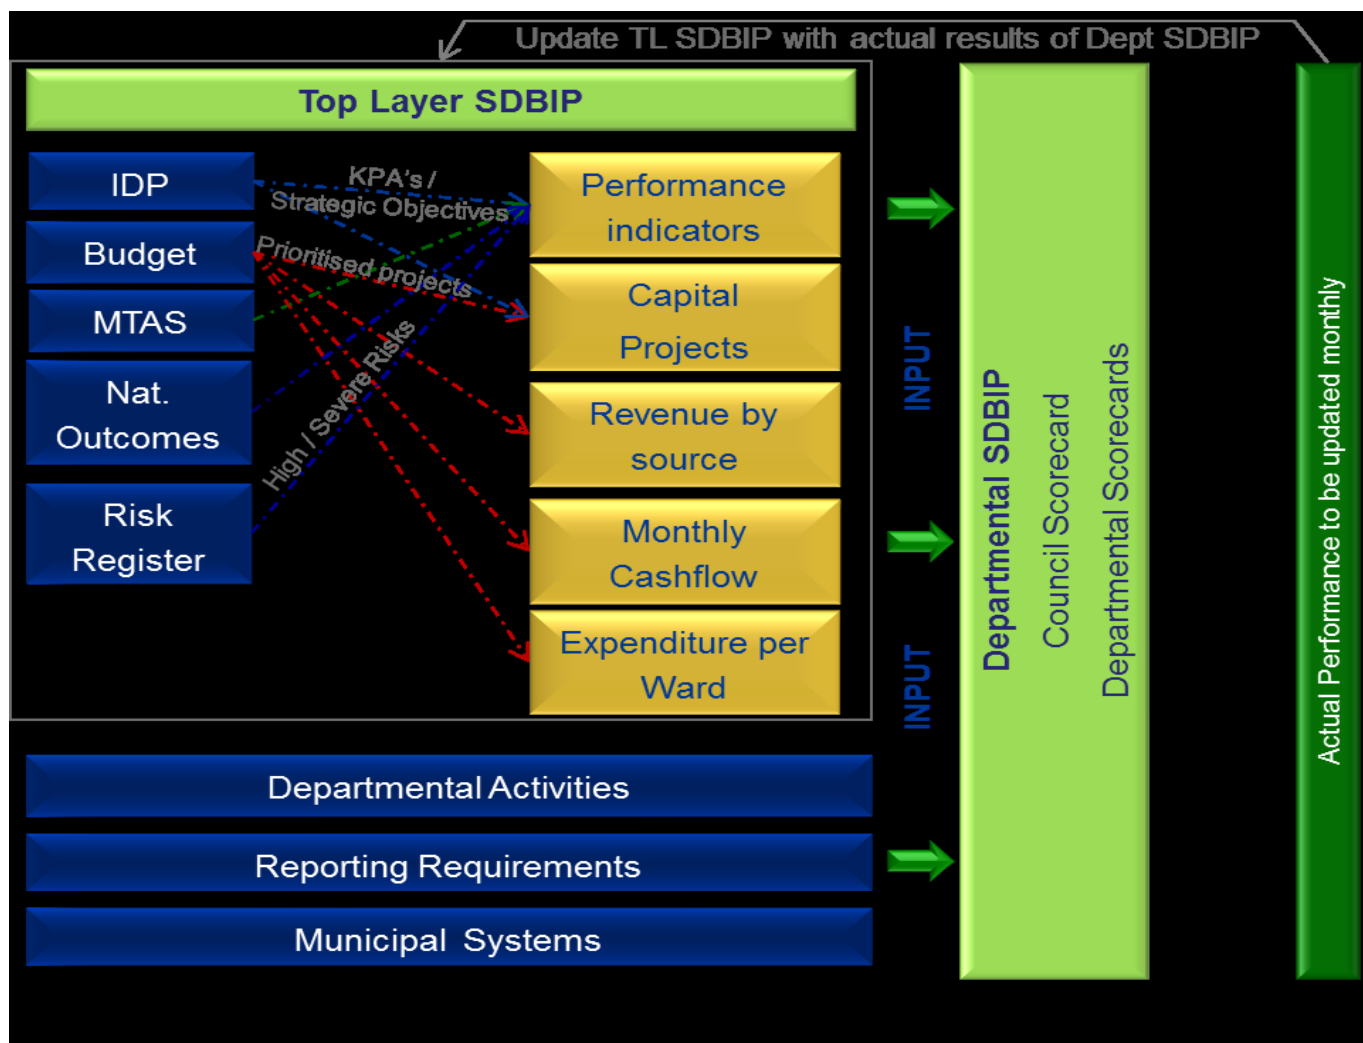 Update TL SDBIP with actual results of Dept SDBIP
Top Layer SDBIP
IDP
Budget
MTAS
Nat.
Outcomes
Risk
Register
KPA's /
Strategic Objectives
Prioritised projects
High / Severe Risks
Performance
indicators
Capital
Projects
Revenue by
source
Monthly
Cashflow
Expenditure per
Ward
INPUT
INPUT
Departmental SDBIP
Council Scorecard
Departmental Scorecards
Actual Performance to be updated monthly
Departmental Activities
Reporting Requirements
Municipal Systems